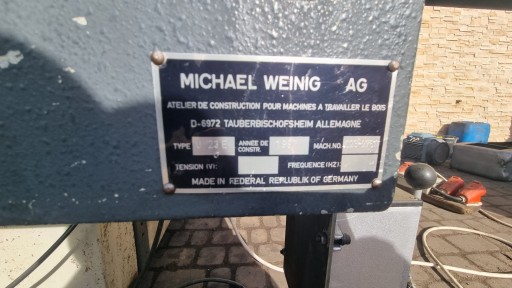 MICHAEL WEINIG AG
ATELIER DE CONSTRUCTION POUR MACHINES A TRAVAILLER LE BOIS
D-6972 TAUBERBISCHOFSHEIM ALLEMAGNE
TYPE ANNÉE DE CONSTR. MACH.NO.
TENSION (V) FREQUENCE (HZ)
MADE IN FEDERAL REPUBLIK OF GERMANY